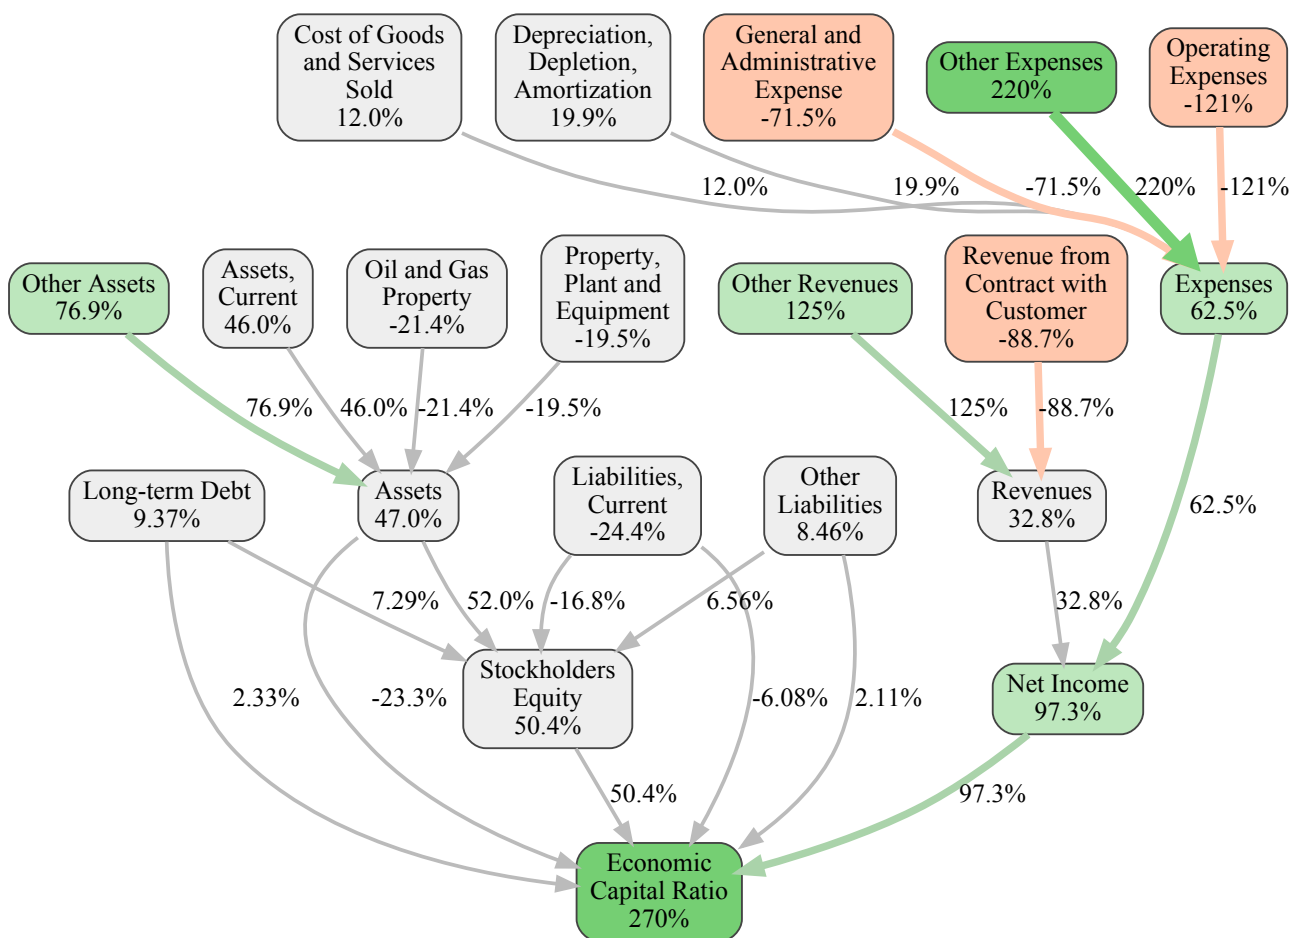 Cost of Goods
and Services
Sold
12.0%
Depreciation,
Depletion,
Amortization
19.9%
General and
Administrative
Expense
-71.5%
Other Expenses
220%
Operating
Expenses
-121%
12.0%
19.9%
-71.5%
220%
-121%
Other Assets
76.9%
Assets,
Current
46.0%
Oil and Gas
Property
-21.4%
Property,
Plant and
Equipment
-19.5%
Other Revenues
125%
Revenue from
Contract with
Customer
-88.7%
Expenses
62.5%
76.9%
46.0%
-21.4%
-19.5%
125%
-88.7%
Long-term Debt
9.37%
Assets
47.0%
Liabilities,
Current
-24.4%
Other
Liabilities
8.46%
Revenues
32.8%
62.5%
7.29%
52.0%
-16.8%
6.56%
32.8%
2.33%
-23.3%
Stockholders
Equity
50.4%
-6.08%
2.11%
Net Income
97.3%
50.4%
97.3%
Economic
Capital Ratio
270%